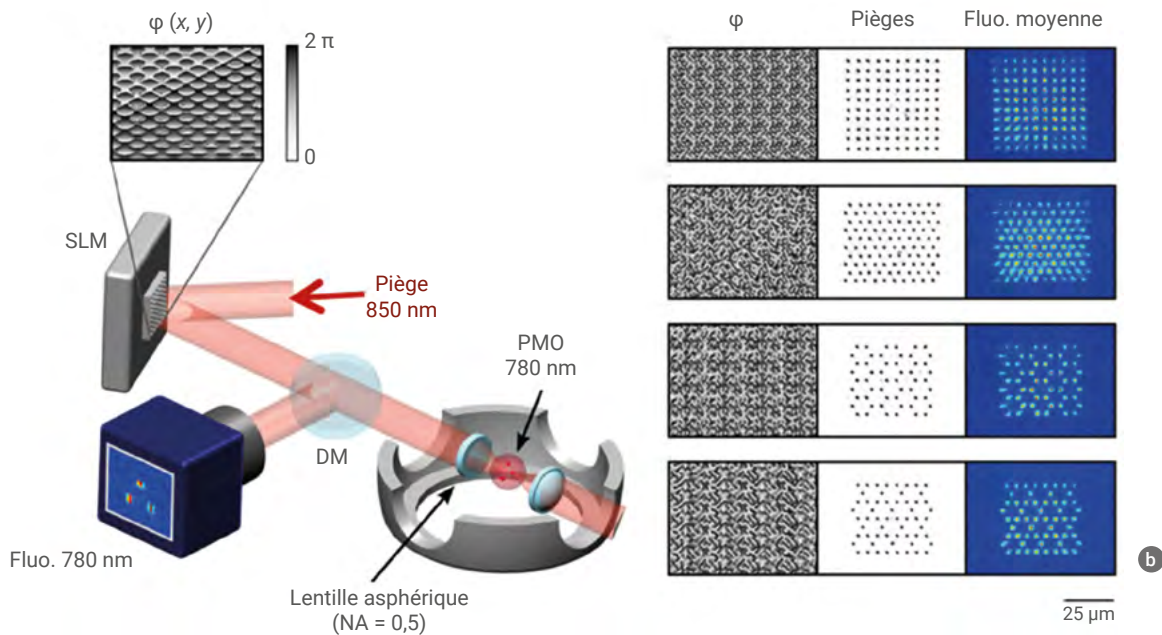 φ (x, y)
2 π
0
SLM
Piège
850 nm
PMO
780 nm
DM
Fluo. 780 nm
Lentille asphérique
(NA = 0,5)
φ
Pièges
Fluo. moyenne
b
25 µm